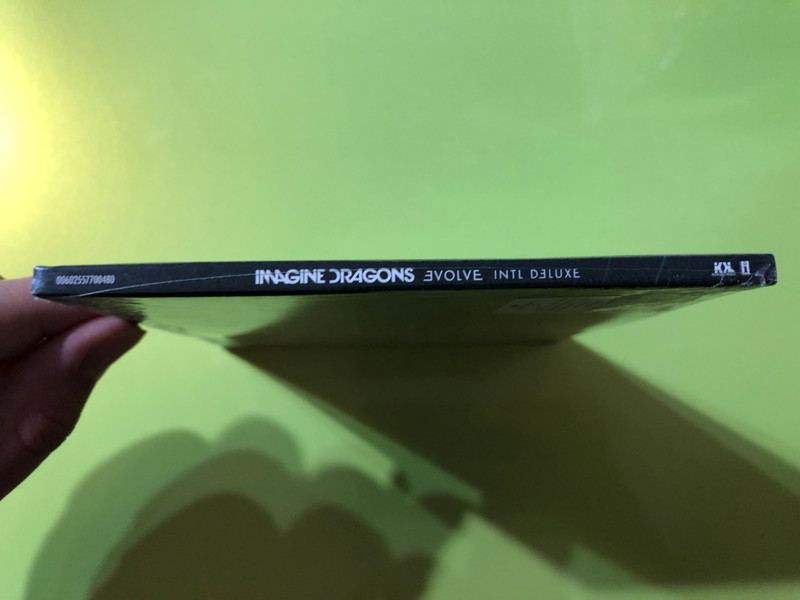 00602557700480 IMAGINE DRAGONS ƎVOLVE INTL DƎLUXE